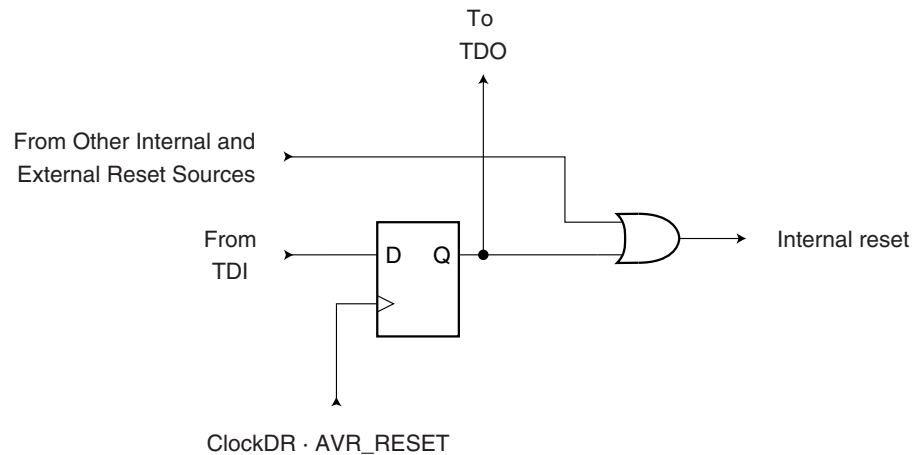 To
TDO
From Other Internal and
External Reset Sources
From
TDI
D Q
Internal reset
ClockDR · AVR_RESET